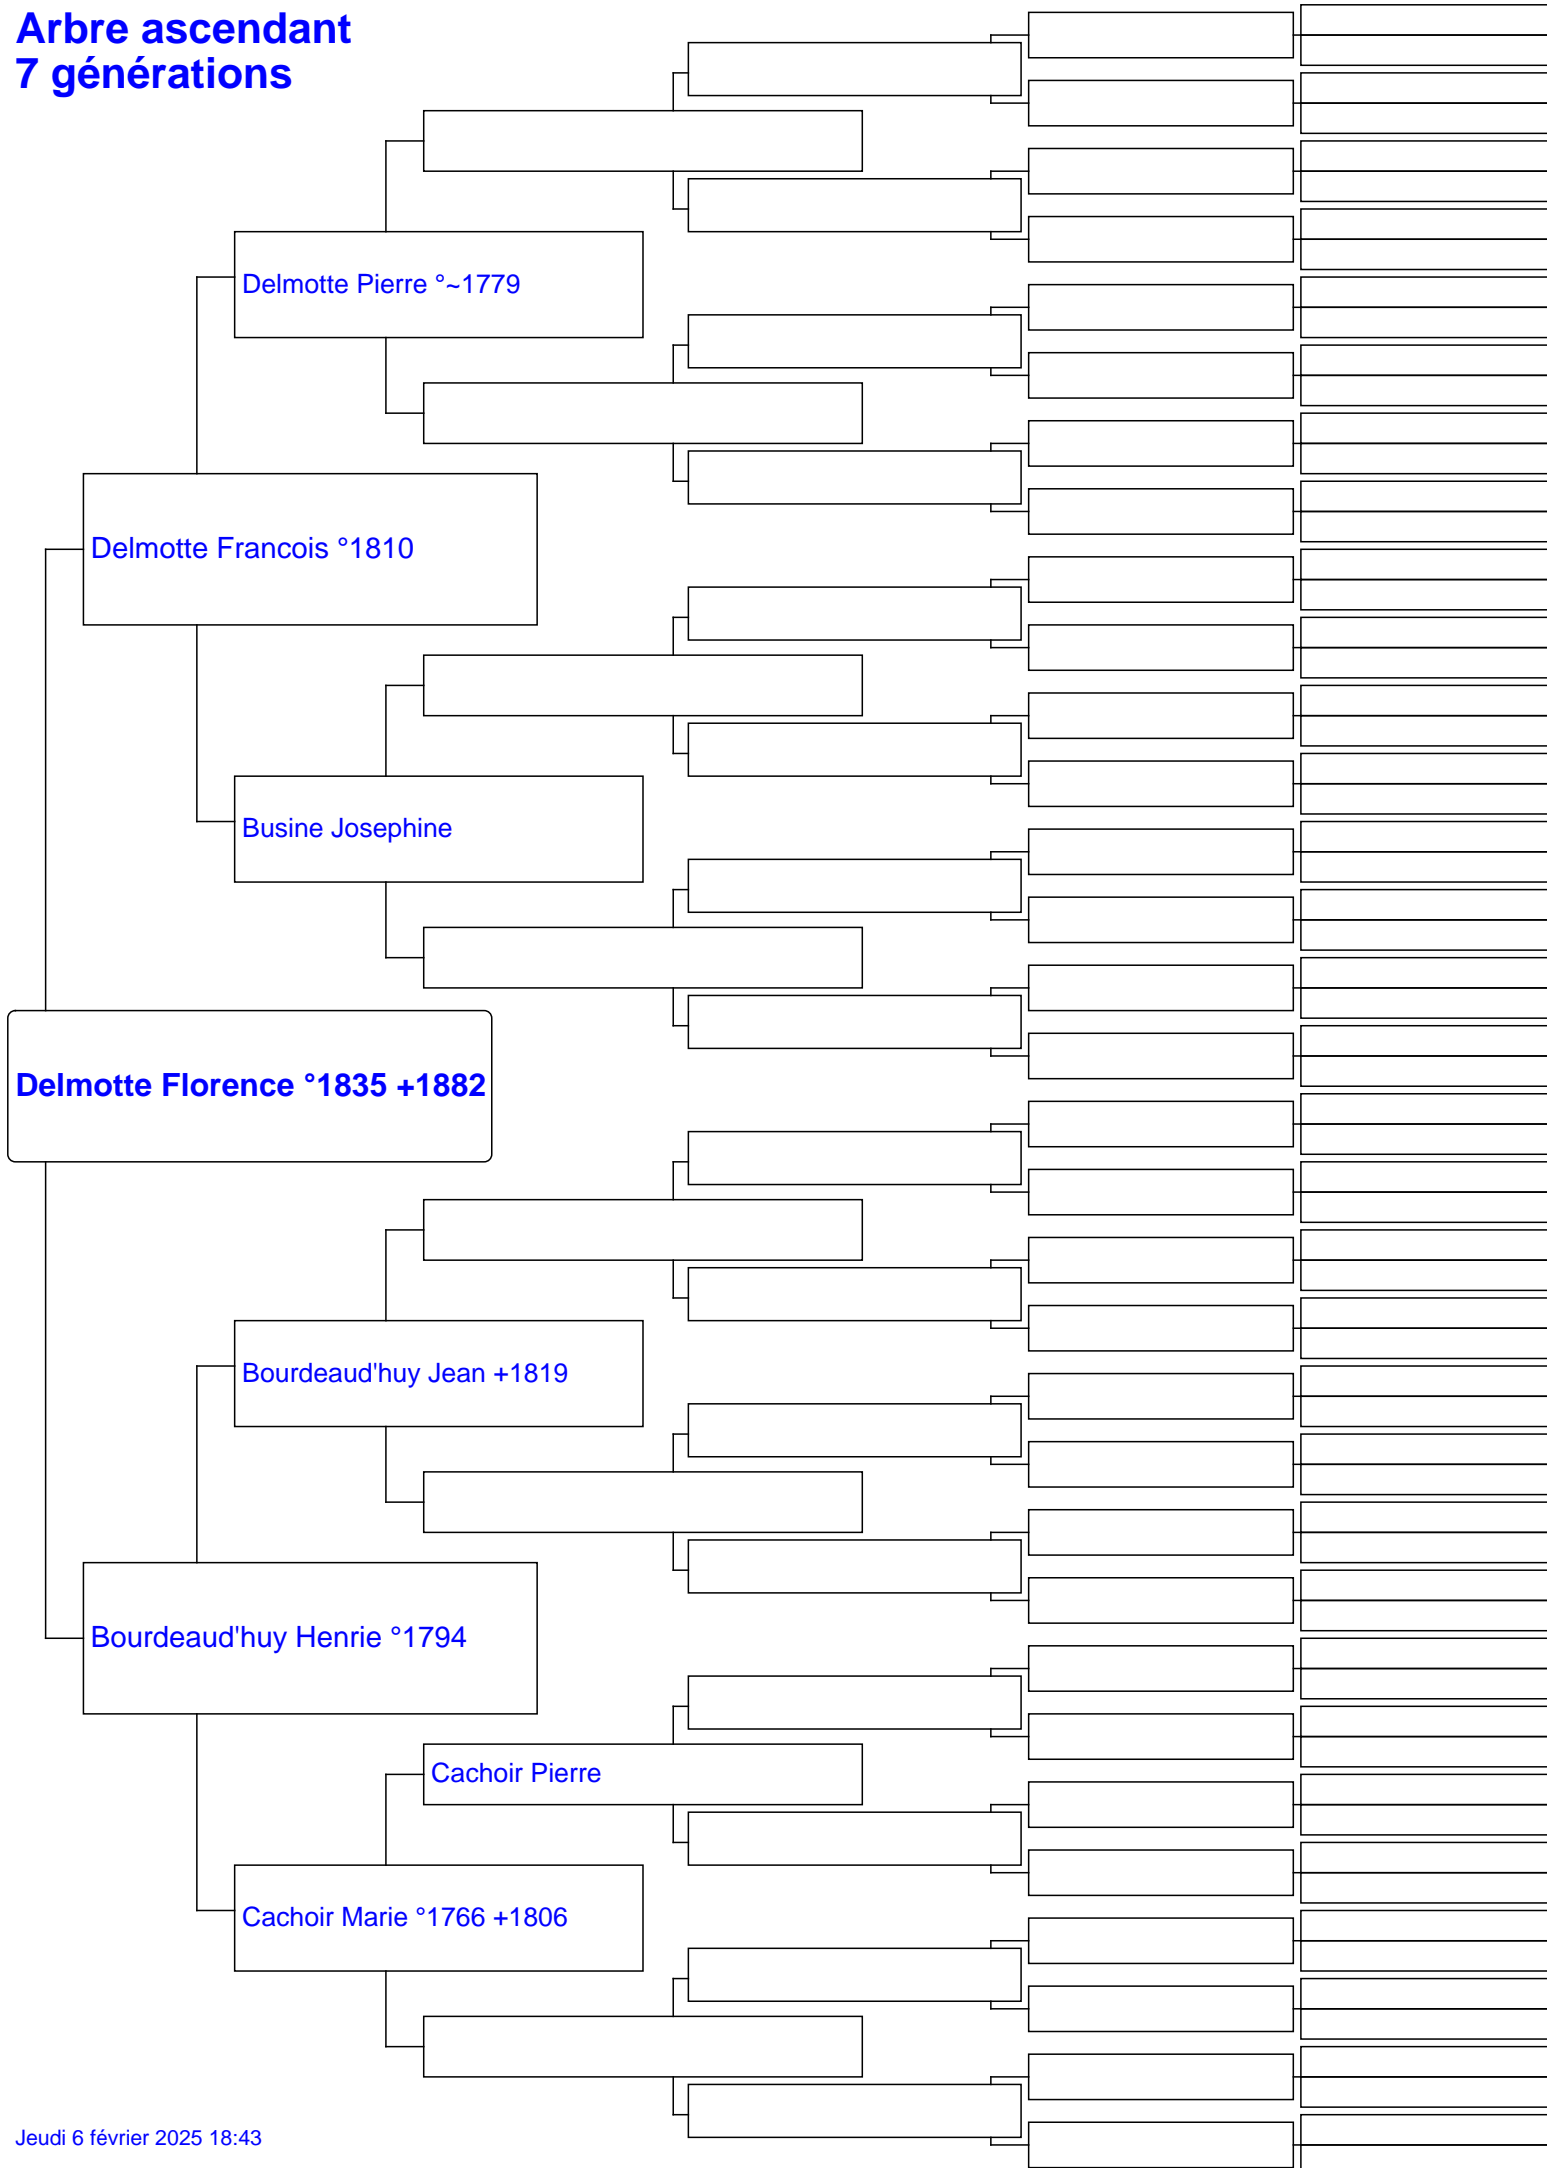 Arbre ascendant
7 générations
Delmotte Pierre °~1779
Delmotte Francois °1810
Busine Josephine
Delmotte Florence °1835 +1882
Bourdeaud'huy Jean +1819
Bourdeaud'huy Henrie °1794
Cachoir Pierre
Cachoir Marie °1766 +1806
Jeudi 6 février 2025 18:43